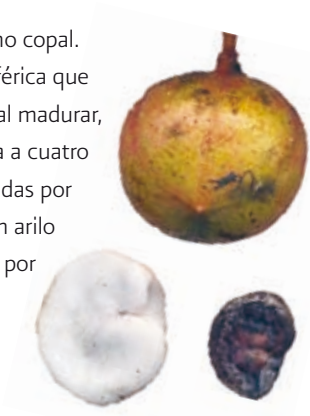 no copal.
férica que
al madurar,
a a cuatro
das por
n arilo
por